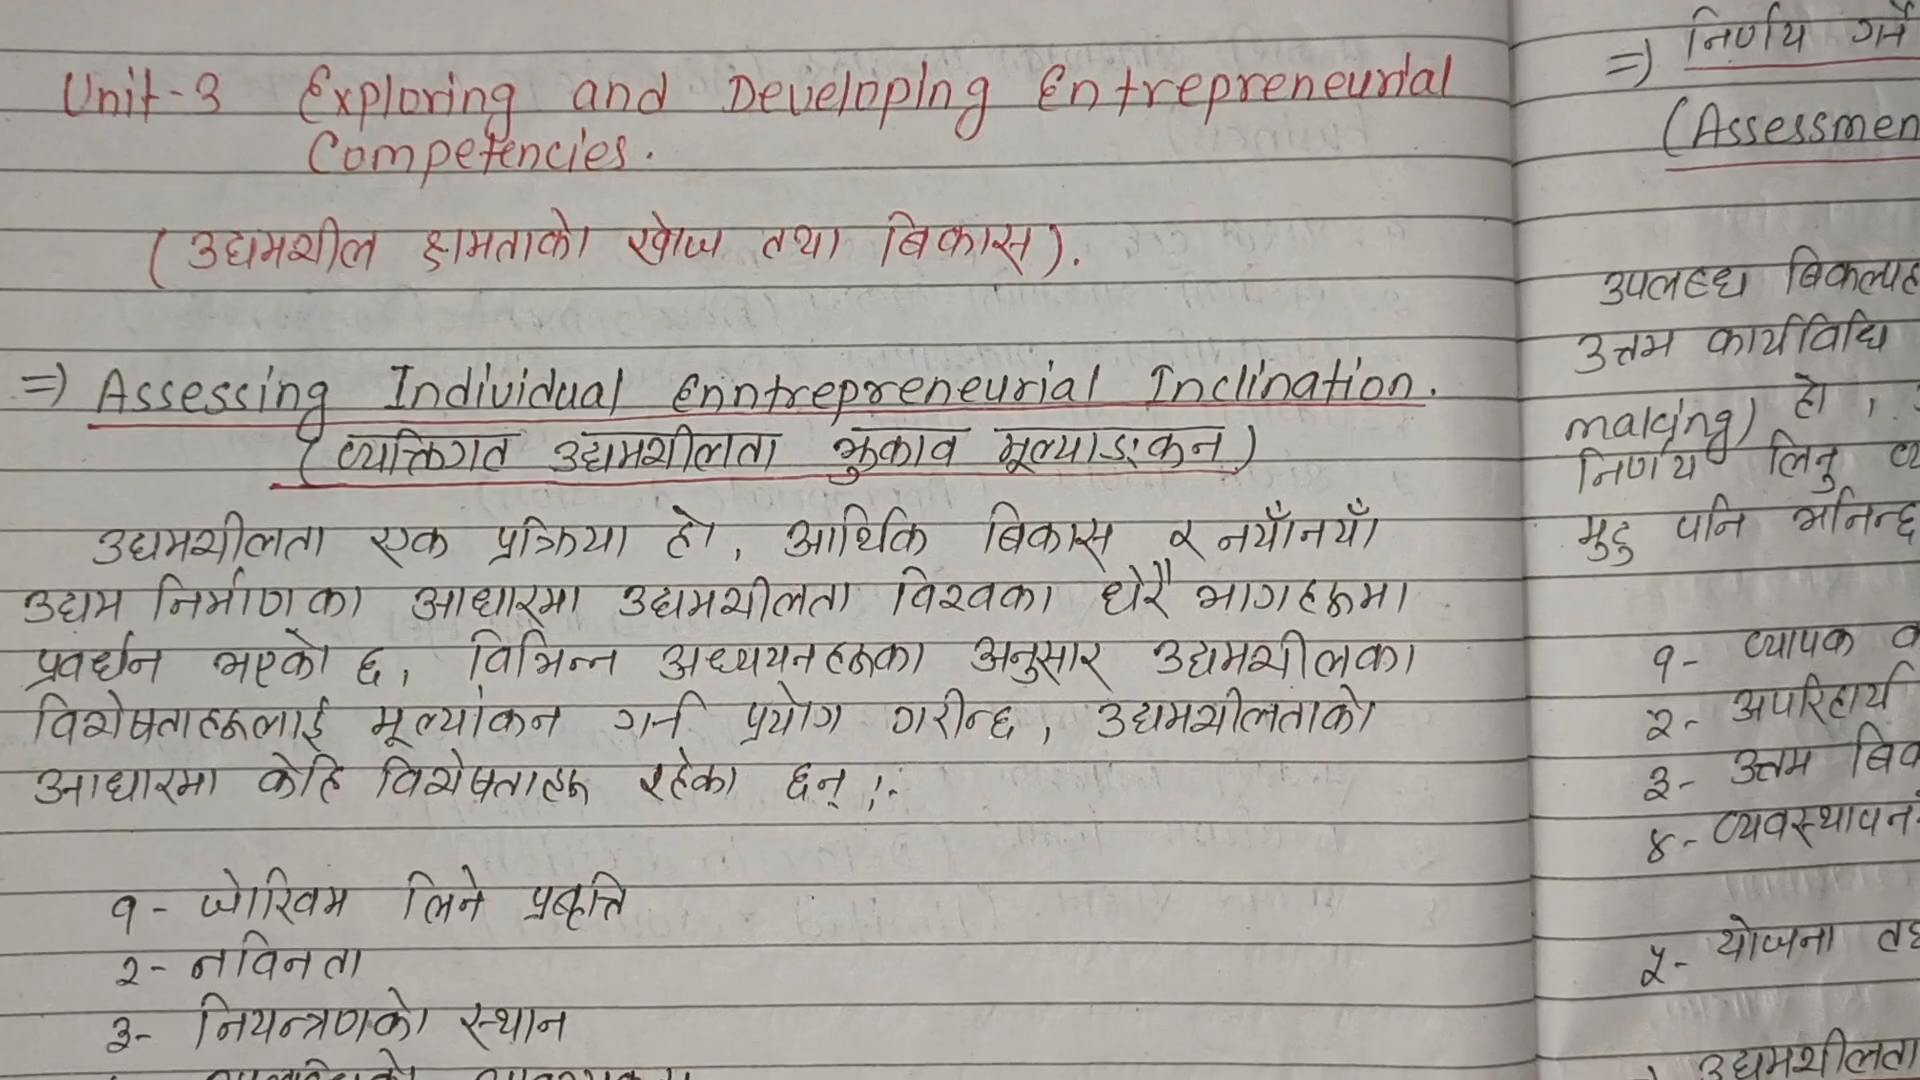 Unit-3 Exploring and Developing Entrepreneurial
Competencies.
(उद्यमशील क्षमताको खोज तथा बिकास).
=) Assessing Individual Enntrepreneurial Inclination.
(व्यक्तिगत उद्यमशीलता झुकाव मूल्याङ्कन)
उद्यमशीलता एक प्रक्रिया हो, आर्थिक बिकास र नयाँनयाँ
उद्यम निर्माणका आधारमा उद्यमशीलता विश्वका धेरै भागहरूमा
प्रवर्धन भएको छ, विभिन्न अध्ययनहरूका अनुसार उद्यमशीलका
विशेषताहरूलाई मूल्यांकन गर्न प्रयोग गरीन्छ, उद्यमशीलताको
आधारमा केहि विशेषताहरू रहेका छन् :-
१- जोखिम लिने प्रबृत्ति
२- नविनता
३- नियन्त्रणको स्थान
=) निर्णय गर्ने
(Assessmen
उपलब्ध बिकल्पह
उत्तम कार्यविधि
making) हो,
निर्णय लिनु व्य
मुटु पनि भनिन्छ
१- व्यापक
२- अपरिहार्य
३- उत्तम बिक
४- व्यवस्थापन
५- योजना
उद्यमशीलता